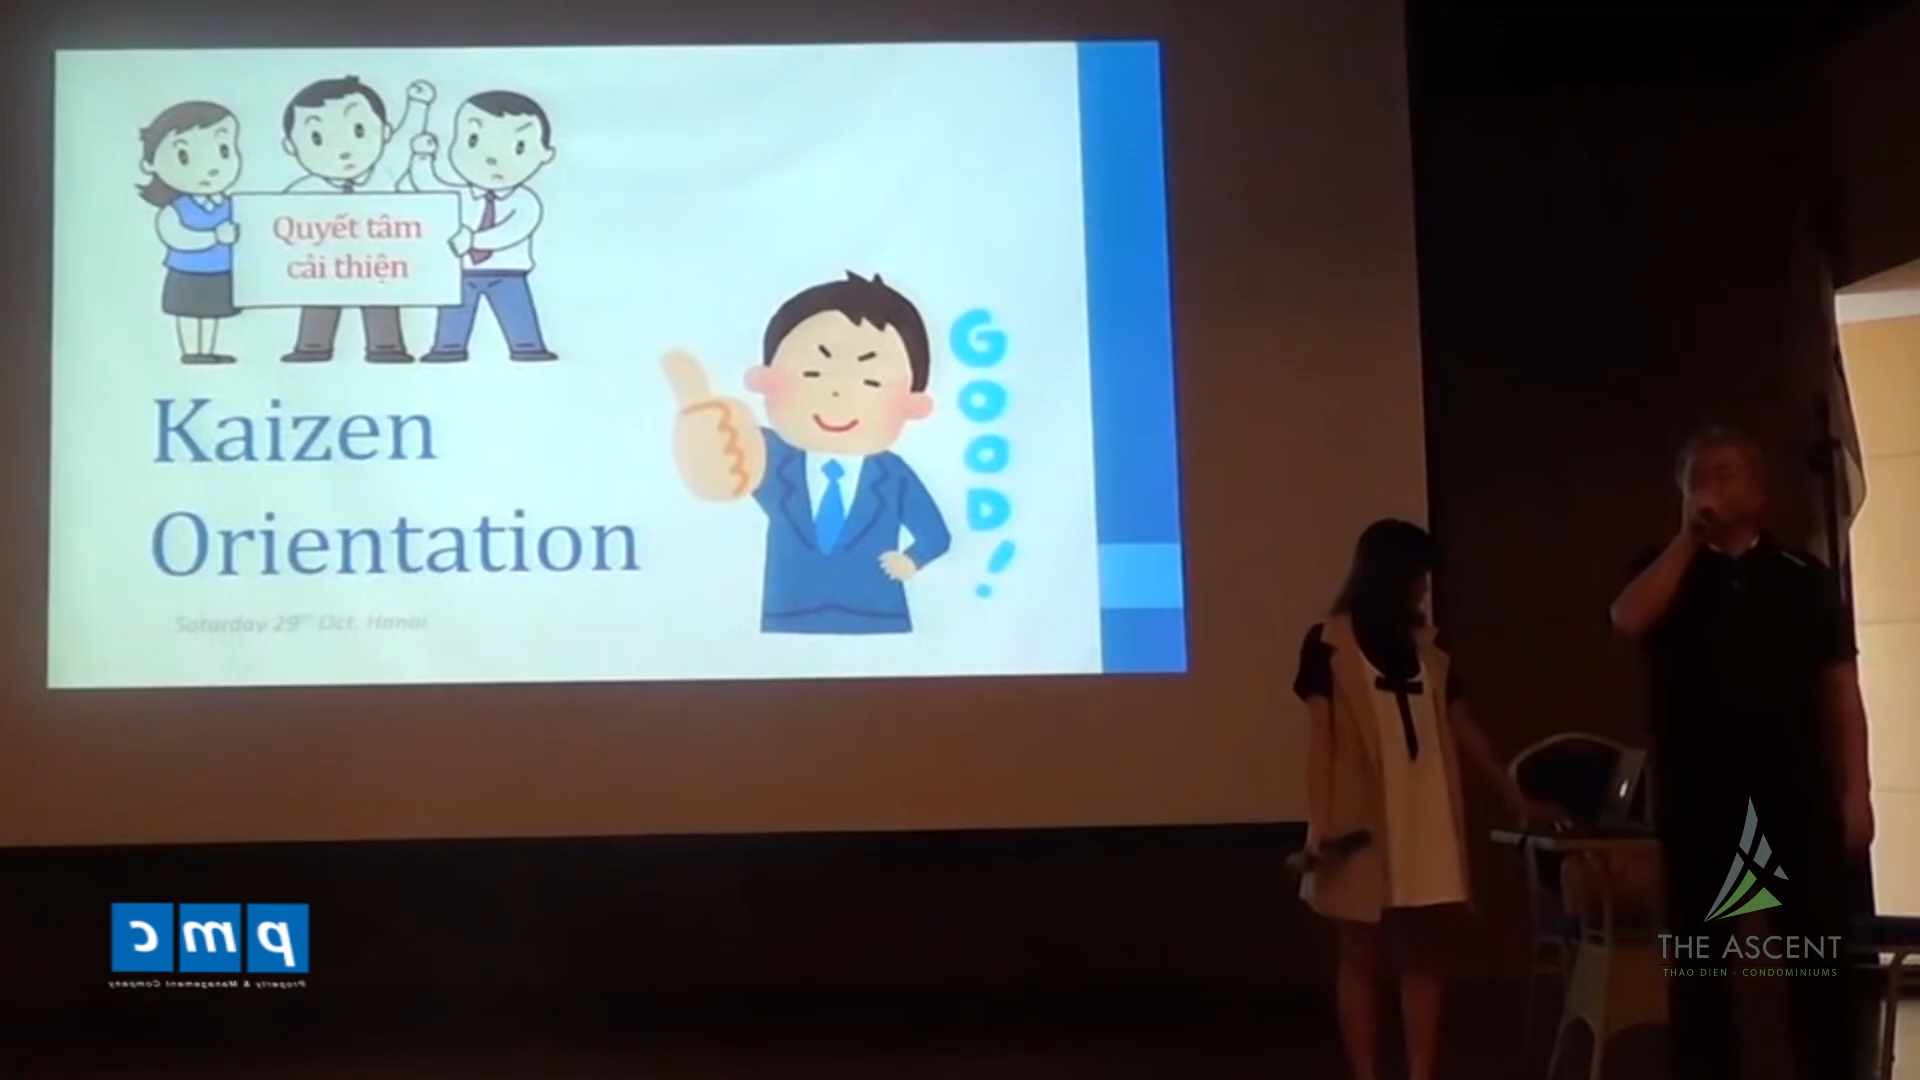 Quyết tâm
cải thiện
Kaizen
Orientation
Saturday 29ᵗʰ Oct, Hanoi
GOOD!
pmc
Property & Management Company
THE ASCENT
THAO DIEN - CONDOMINIUMS